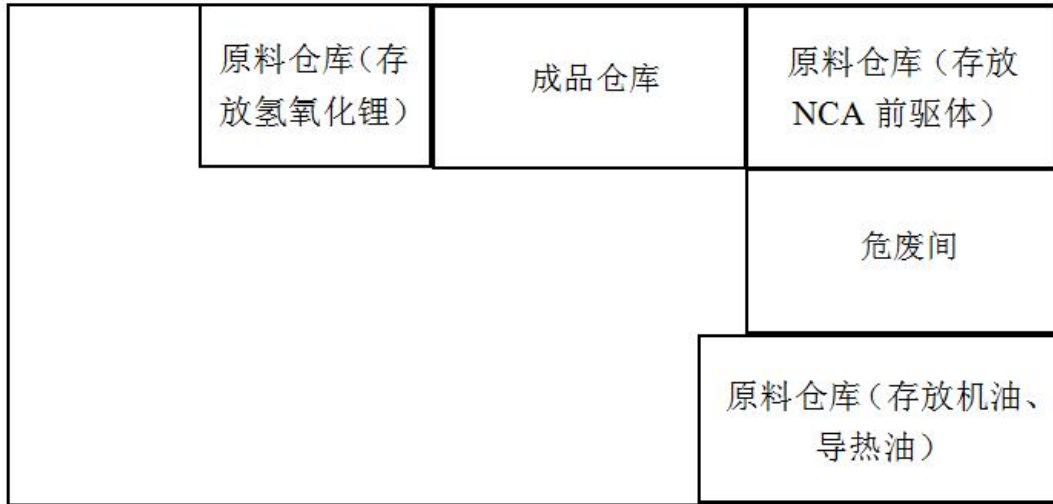 原料仓库（存
放氢氧化锂）
成品仓库
原料仓库（存放
NCA 前驱体）
危废间
原料仓库（存放机油、
导热油）